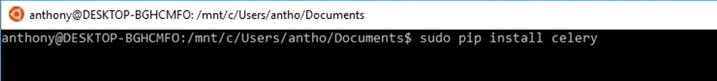 anthony@DESKTOP-BGHCMFO: /mnt/c/Users/antho/Documents
anthony@DESKTOP-BGHCMFO:/mnt/c/Users/antho/Documents$ sudo pip install celery